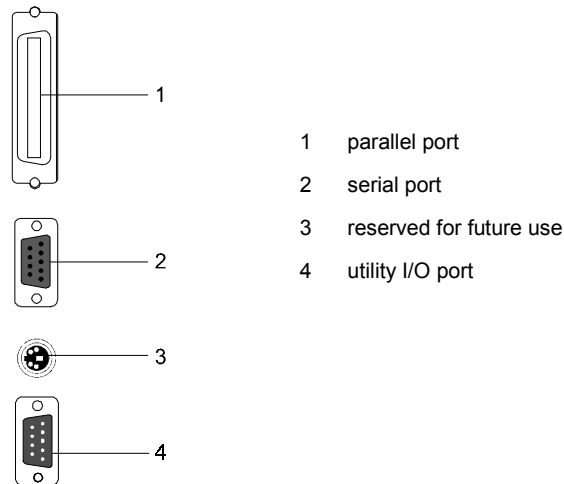 1
2
3
4
1 parallel port
2 serial port
3 reserved for future use
4 utility I/O port